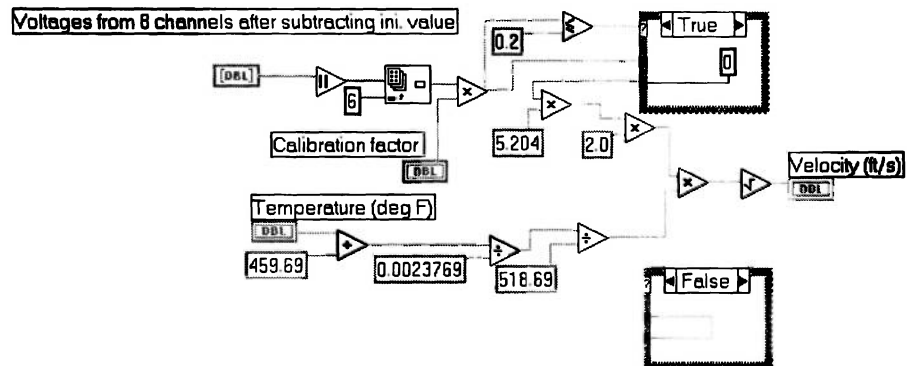 Voltages from 8 channels after subtracting ini. value
True
0.2
0
[DBL]
6
5.204
2.0
Calibration factor
DBL
Velocity (ft/s)
DBL
Temperature (deg F)
DBL
459.69
0.0023769
518.69
False